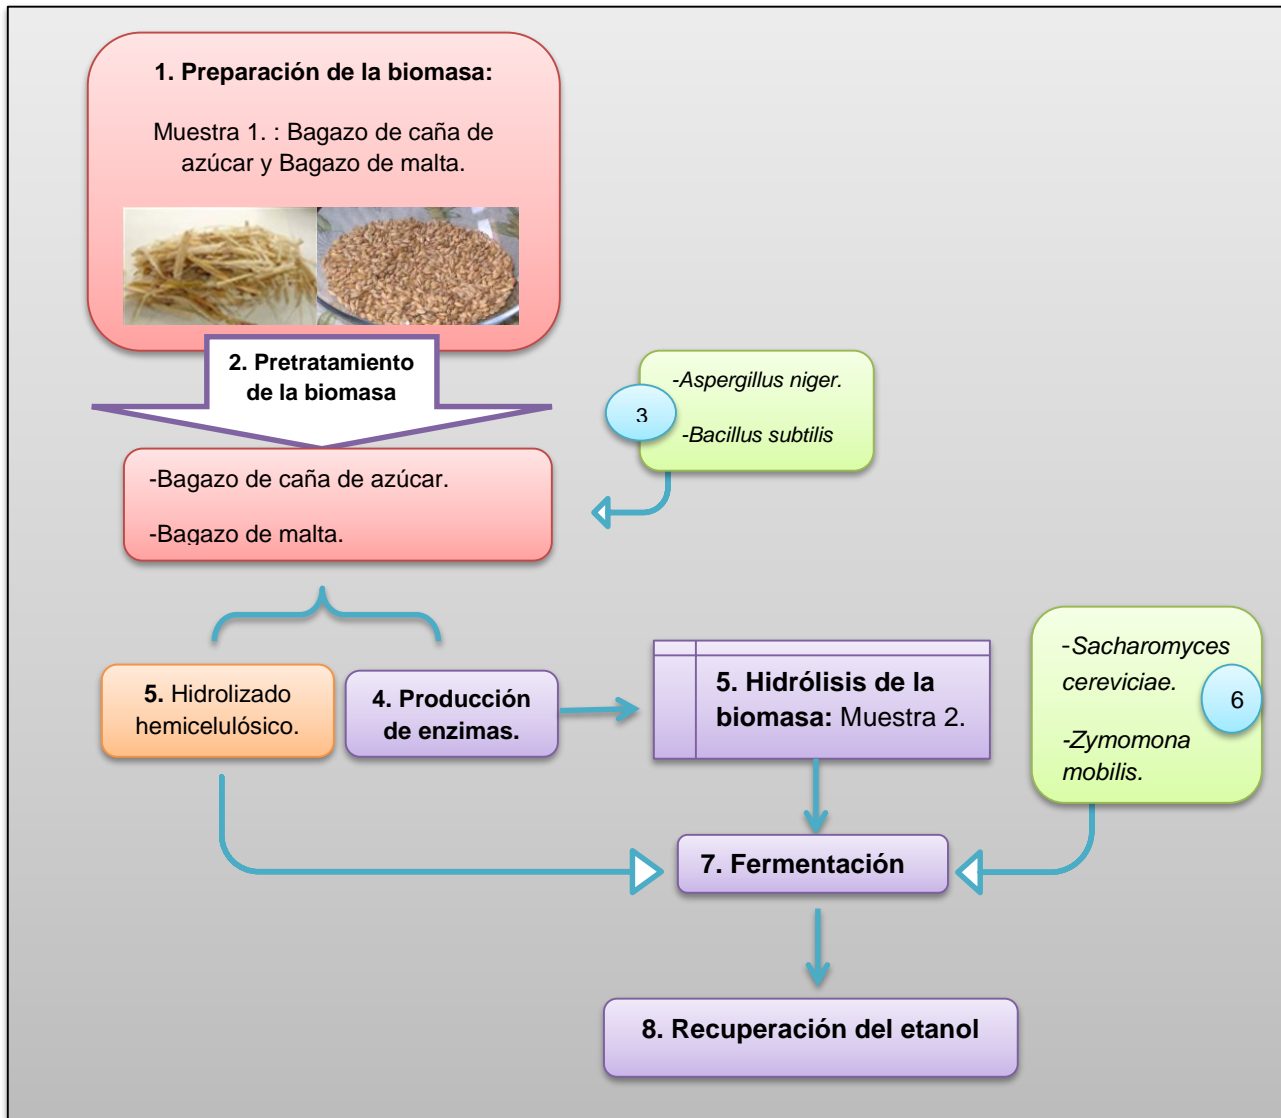 1. Preparación de la biomasa:
Muestra 1. : Bagazo de caña de
azúcar y Bagazo de malta.
2. Pretratamiento
de la biomasa
-Aspergillus niger.
3
-Bacillus subtilis
-Bagazo de caña de azúcar.
-Bagazo de malta.
5. Hidrolizado
hemicelulósico.
4. Producción
de enzimas.
5. Hidrólisis de la
biomasa: Muestra 2.
-Sacharomyces
cereviciae.
6
-Zymomona
mobilis.
7. Fermentación
8. Recuperación del etanol